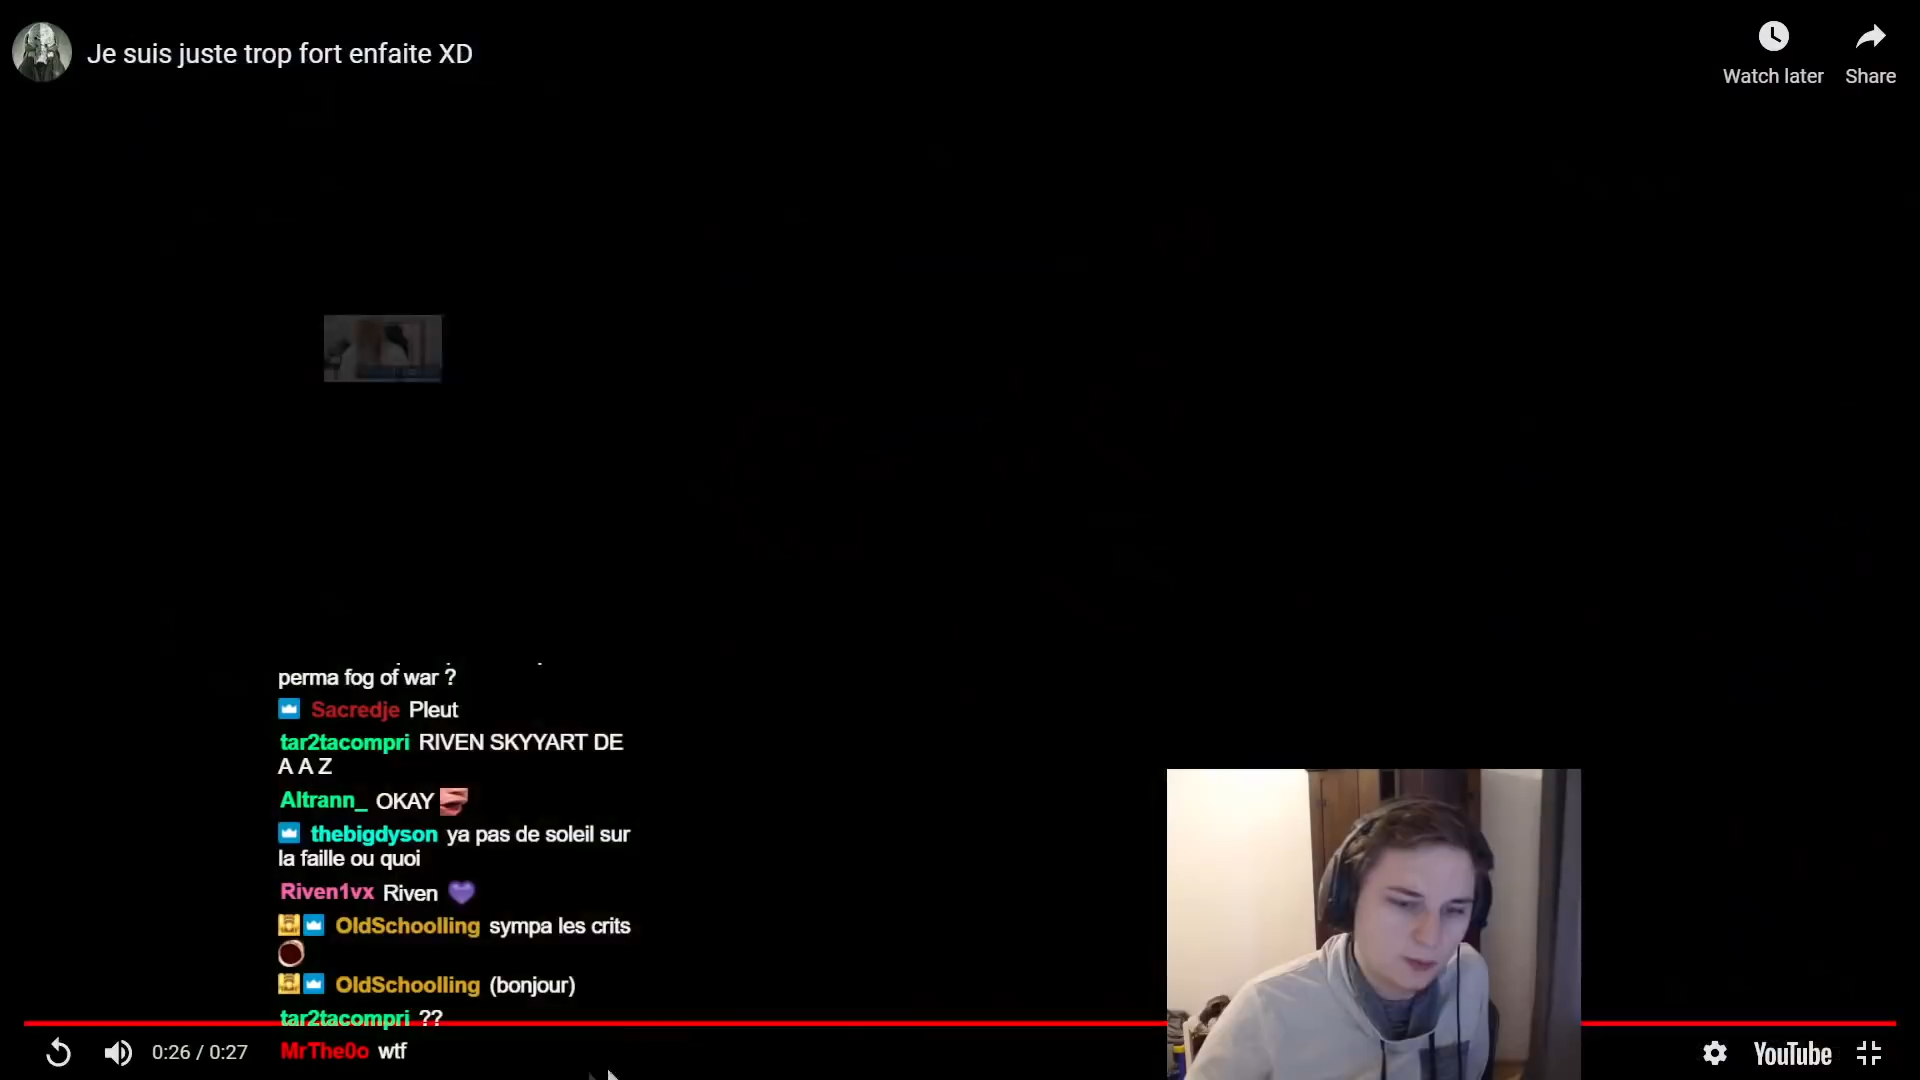 Je suis juste trop fort enfaite XD
Watch later
Share
perma fog of war ?
Sacredje Pleut
tar2tacompri RIVEN SKYYART DE
A A Z
Altrann_ OKAY
thebigdyson ya pas de soleil sur
la faille ou quoi
Riven1vx Riven
OldSchoolling sympa les crits
OldSchoolling (bonjour)
tar2tacompri ??
MrThe0o wtf
0:26 / 0:27
YouTube